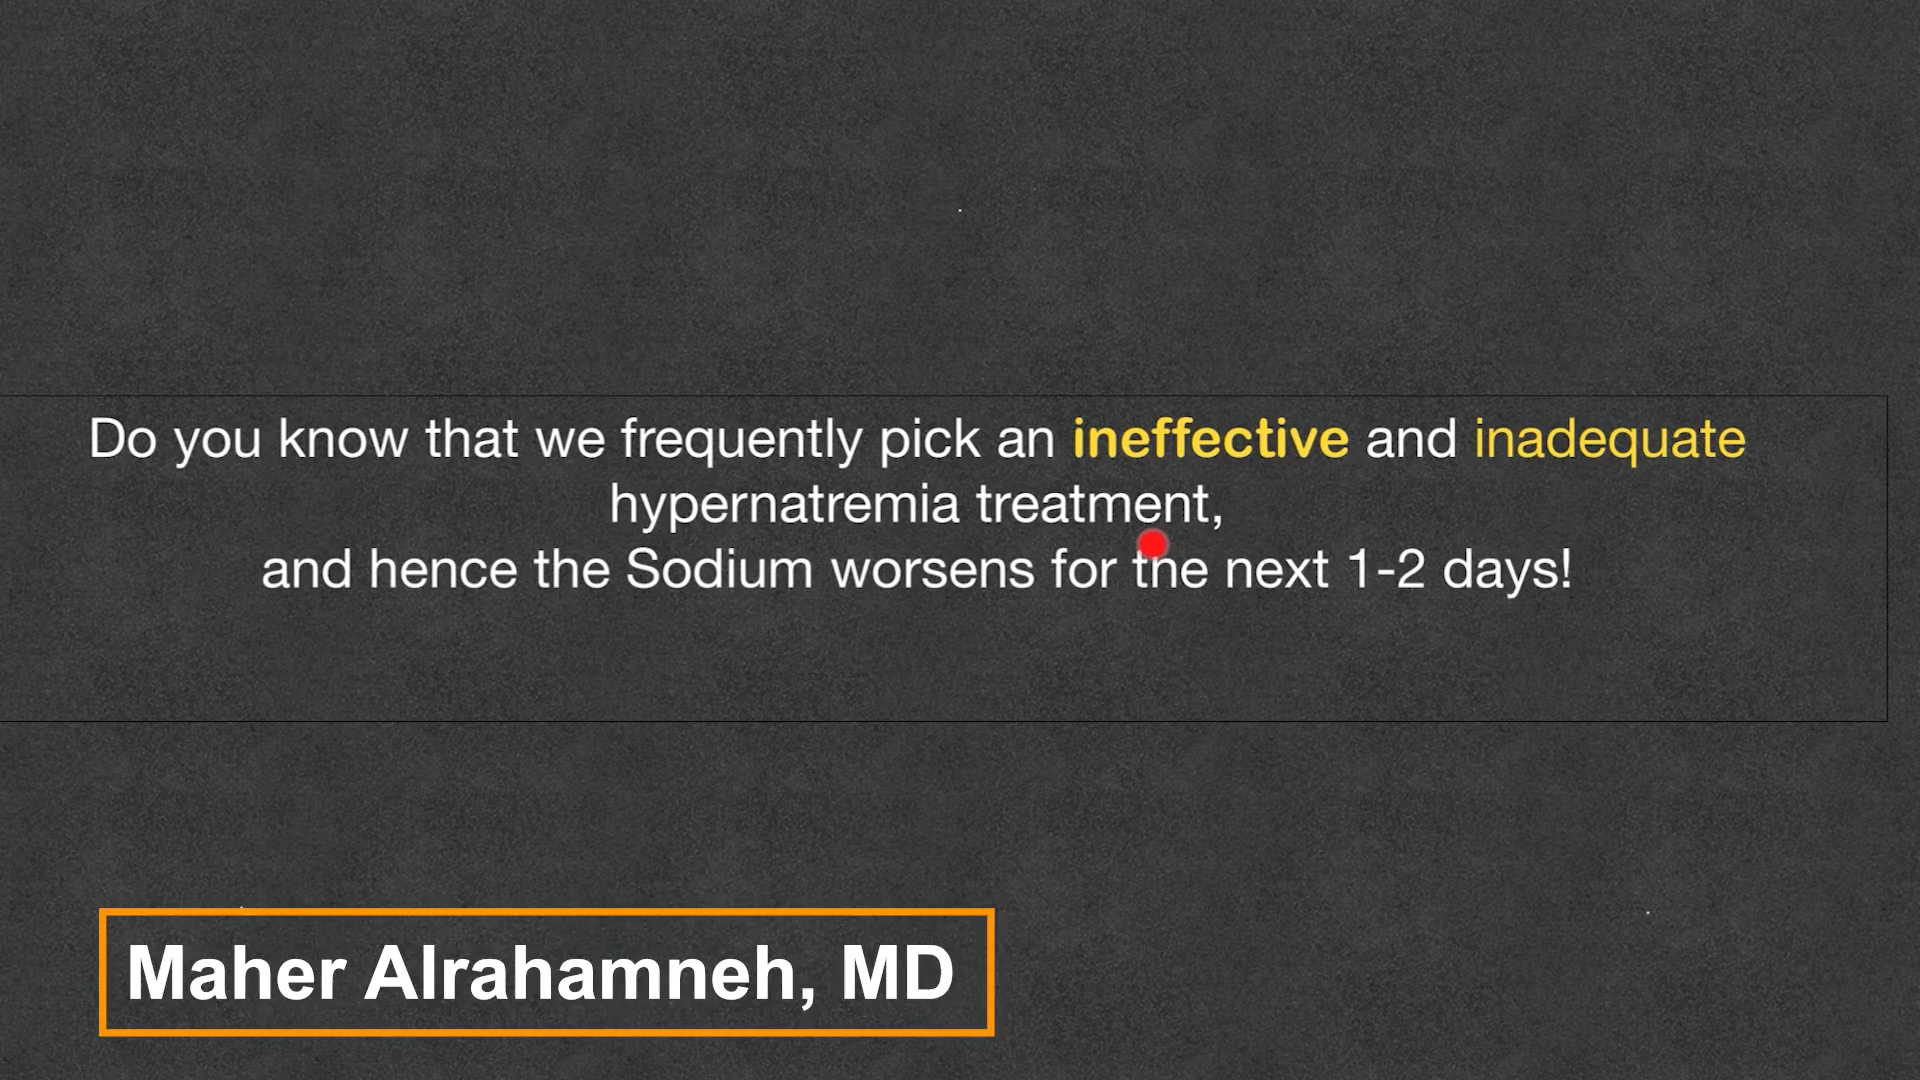 Do you know that we frequently pick an ineffective and inadequate
hypernatremia treatment,
and hence the Sodium worsens for the next 1-2 days!
Maher Alrahamneh, MD